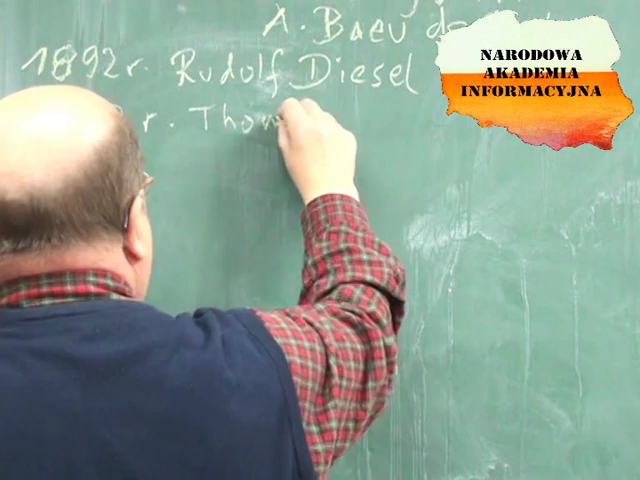 A. Baeu
1892r. Rudolf Diesel
r. Thom
NARODOWA
AKADEMIA
INFORMACYJNA